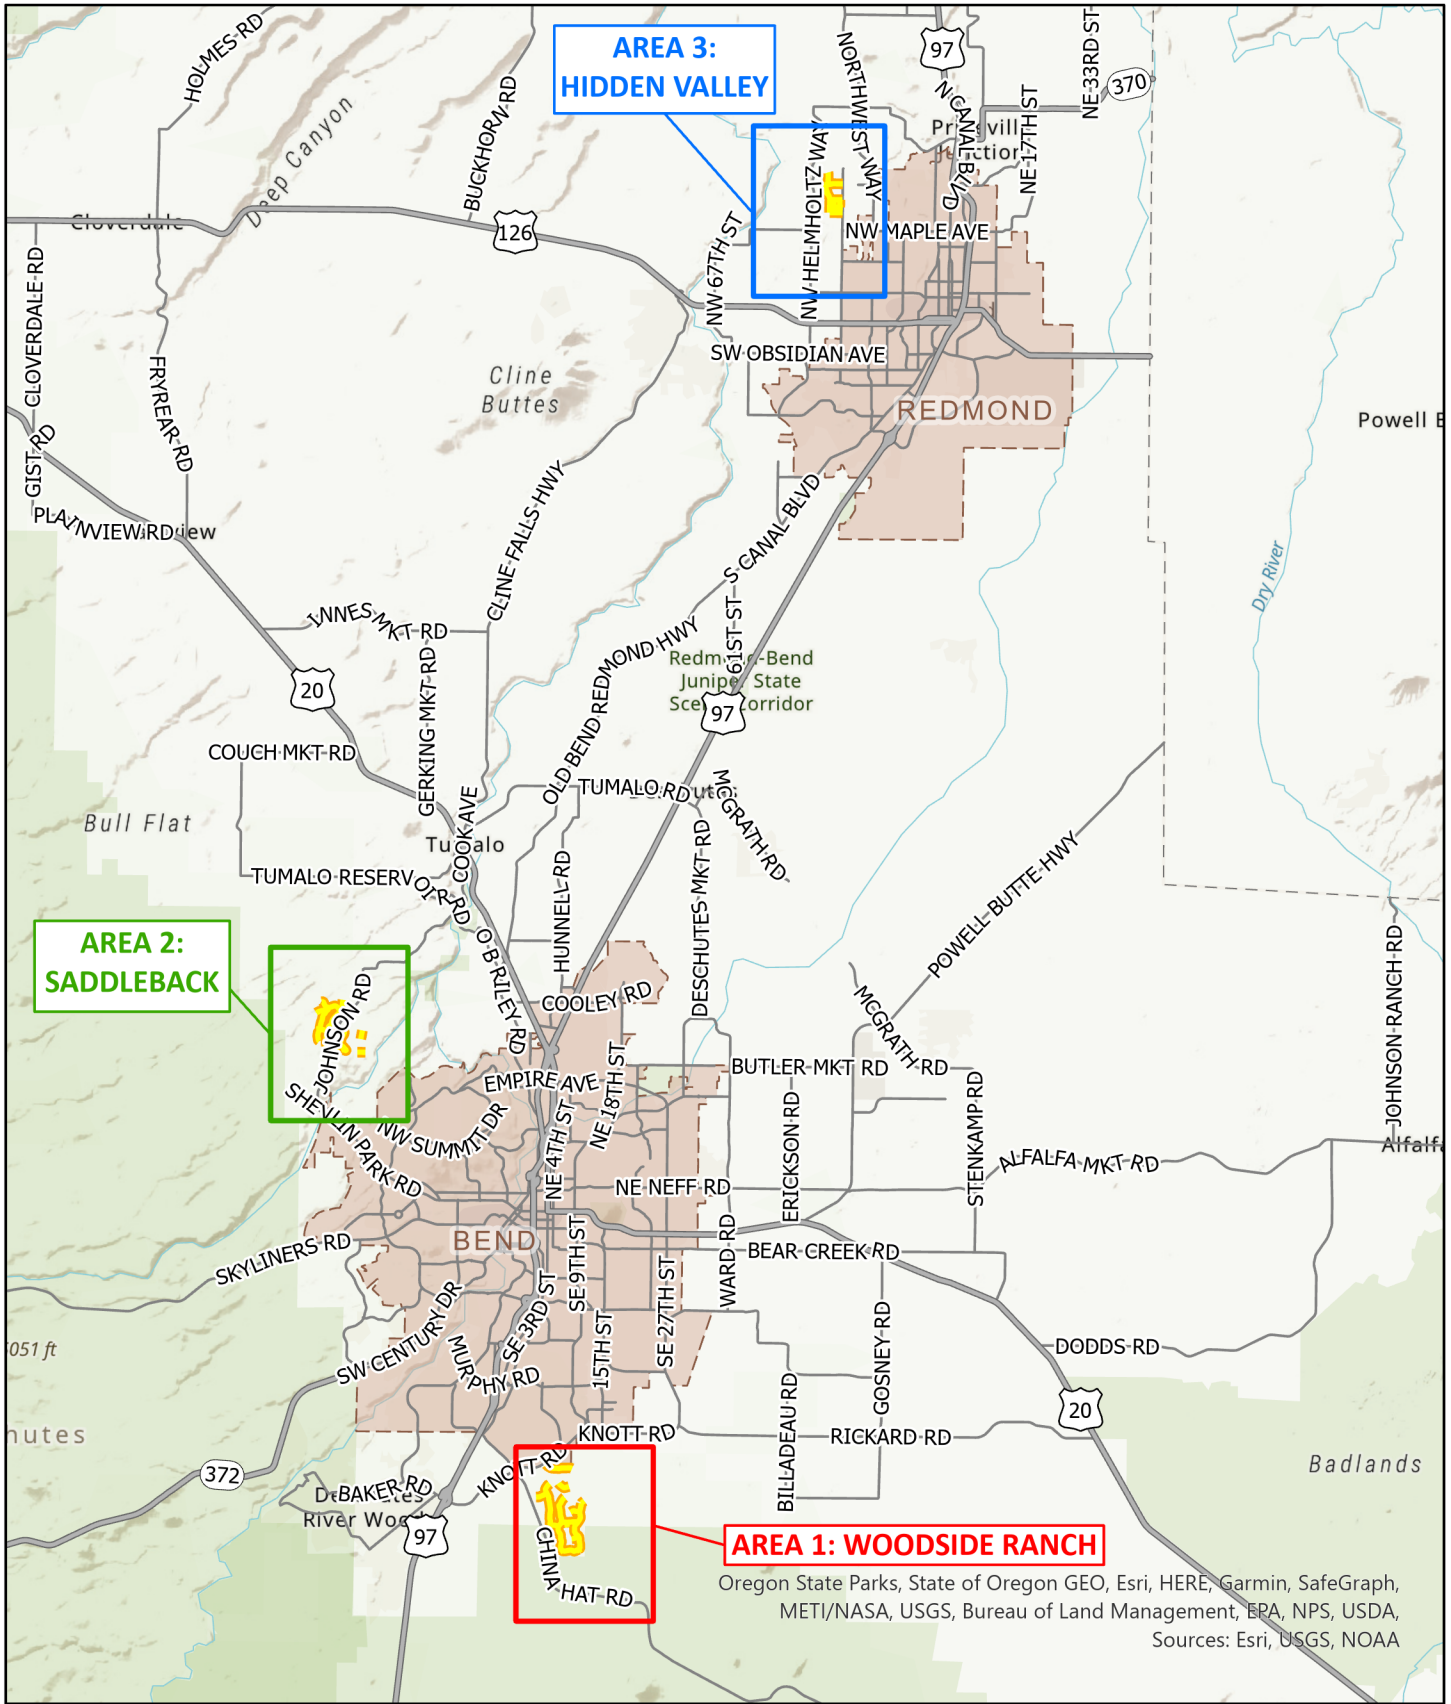 AREA 3:
HIDDEN VALLEY
97
NE 33RD ST
370
HOLMES RD
NORTHWEST WAY
N CANAL BLVD
NE 17TH ST
BUCKHORN RD
Deep Canyon
NW HELMHOLTZ WAY
Cloverdale
126
NW 67TH ST
NW MAPLE AVE
CLOVERDALE RD
FRYREAR RD
SW OBSIDIAN AVE
Cline
Buttes
REDMOND
Powell B
GIST RD
PLAINVIEW RD
CLINE FALLS HWY
S CANAL BLVD
Dry River
INNES MKT RD
61ST ST
OLD BEND REDMOND HWY
Redmond-Bend
Juniper State
Scenic Corridor
GERKING MKT RD
20
97
COUCH MKT RD
TUMALO RD
MCGRATH RD
COOK AVE
Bull Flat
Tumalo
DESCHUTES MKT RD
HUNNELL RD
POWELL BUTTE HWY
TUMALO RESERVOIR RD
O B RILEY RD
AREA 2:
SADDLEBACK
JOHNSON RD
COOLEY RD
MCGRATH RD
JOHNSON RANCH RD
EMPIRE AVE
NE 18TH ST
BUTLER MKT RD
SHEVLIN PARK RD
NW SUMMIT DR
NE 4TH ST
ERICKSON RD
STENKAMP RD
ALFALFA MKT RD
Alfalfa
NE NEFF RD
BEND
SKYLINERS RD
SE 9TH ST
WARD RD
BEAR CREEK RD
SW CENTURY DR
SE 3RD ST
SE 27TH ST
051 ft
MURPHY RD
15TH ST
GOSNEY RD
DODDS RD
BILLADEAU RD
20
KNOTT RD
RICKARD RD
Badlands
372
BAKER RD
KNOTT RD
Deschutes
River Woods
97
CHINA HAT RD
AREA 1: WOODSIDE RANCH
Oregon State Parks, State of Oregon GEO, Esri, HERE, Garmin, SafeGraph,
METI/NASA, USGS, Bureau of Land Management, EPA, NPS, USDA,
Sources: Esri, USGS, NOAA